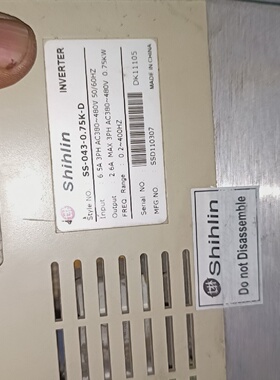 Shihlin INVERTER
Style NO. : SS-043-0.75K-D
Input : 6 5A 3PH AC380~480V 50/60HZ
Output : 2 6A MAX 3PH AC380~480V 0.75KW
FREQ. Range : 0.2~400HZ
Serial NO
MFG NO. SSD110307 DK11105
MADE IN CHINA
Shihlin
Do not Disassemble